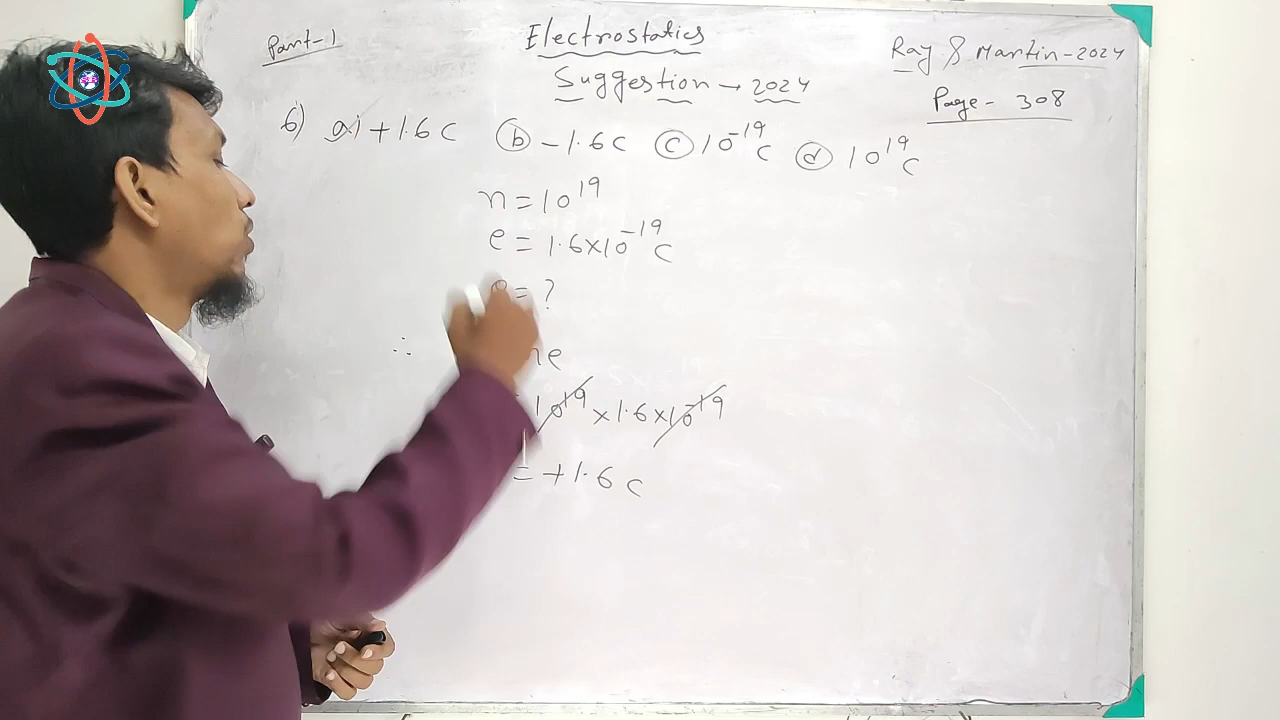 Part-1
Electrostatics
Ray & Martin-2024
Suggestion → 2024
Page - 308
6) a) +1.6 C (b) -1.6 C (c) 10^-19 C (d) 10^19 C
n = 10^19
e = 1.6×10^-19 C
= ?
∴ ne
= 10^19 × 1.6×10^-19
= +1.6 C